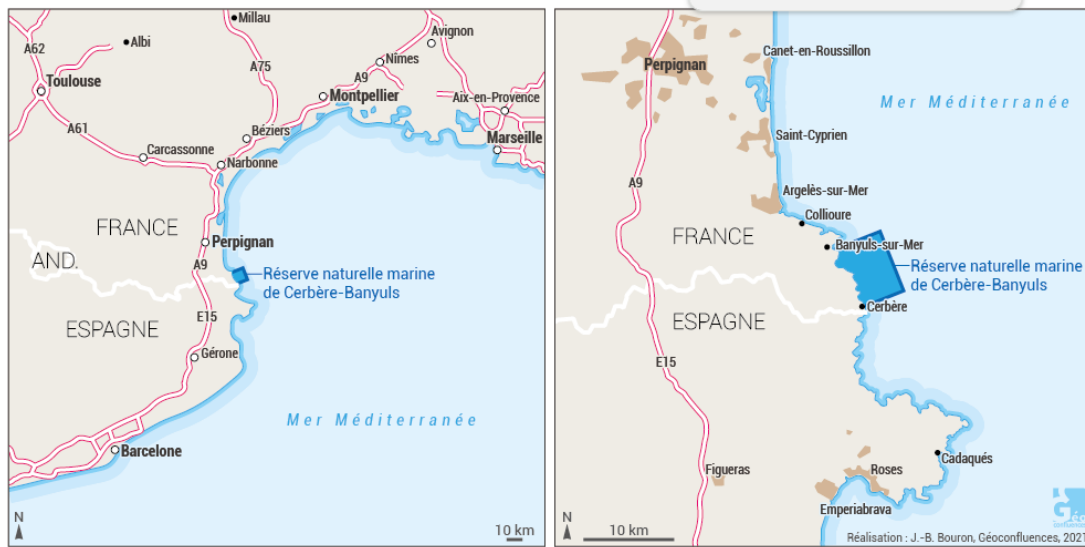 Millau
A62
Albi
Avignon
A75
Nîmes
A9
Toulouse
Montpellier
Aix-en-Provence
A61
Béziers
Marseille
Carcassonne
Narbonne
FRANCE
Perpignan
AND.
A9
Réserve naturelle marine
de Cerbère-Banyuls
E15
ESPAGNE
Gérone
Mer Méditerranée
Barcelone
N
10 km
Canet-en-Roussillon
Perpignan
Mer Méditerranée
Saint-Cyprien
A9
Argelès-sur-Mer
Collioure
FRANCE
Banyuls-sur-Mer
Réserve naturelle marine
de Cerbère-Banyuls
Cerbère
ESPAGNE
E15
Cadaqués
Figueras
Roses
Emperiabrava
N
10 km
Réalisation : J.-B. Bouron, Géoconfluences, 202